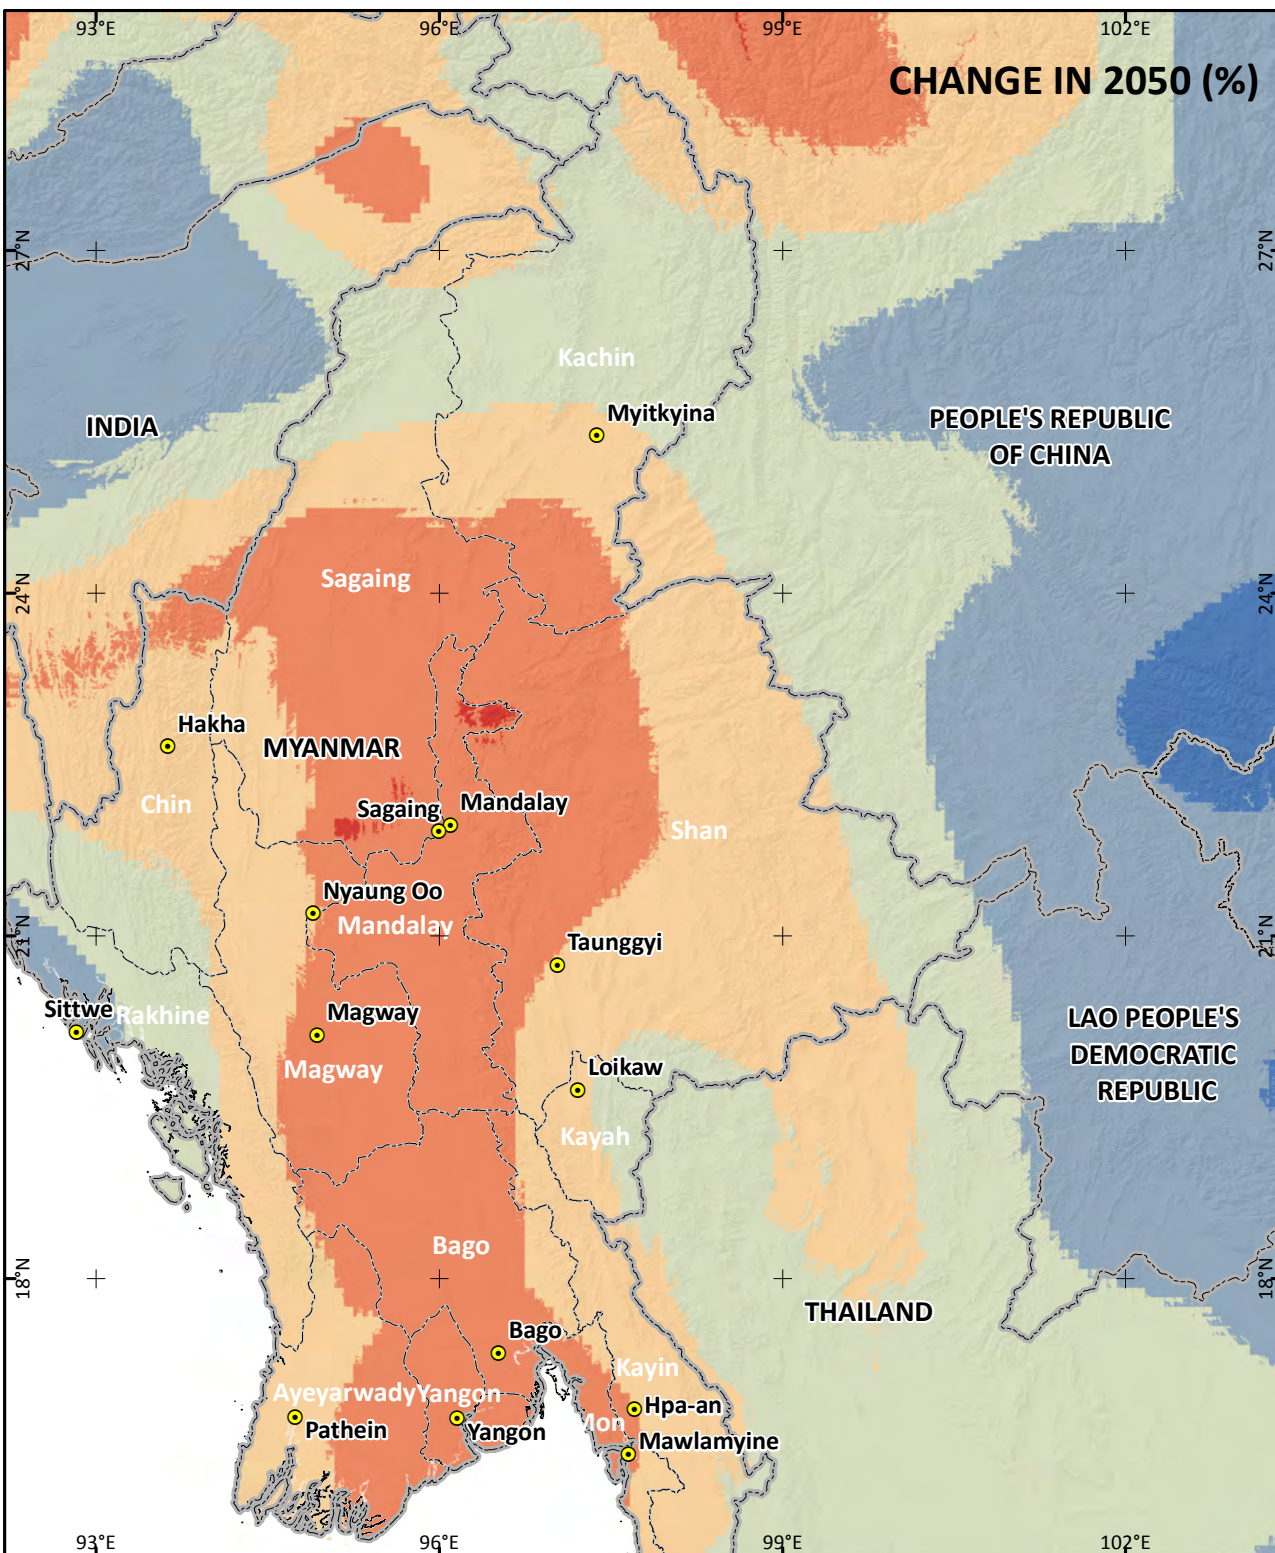 93°E 96°E 99°E 102°E
CHANGE IN 2050 (%)
27°N 27°N
Kachin
Myitkyina
INDIA
PEOPLE'S REPUBLIC
OF CHINA
Sagaing
24°N 24°N
Hakha
MYANMAR
Chin
Sagaing
Mandalay
Shan
Nyaung Oo
Mandalay
21°N 21°N
Taunggyi
Sittwe
Rakhine
Magway
LAO PEOPLE'S
DEMOCRATIC
REPUBLIC
Magway
Loikaw
Kayah
Bago
18°N 18°N
THAILAND
Bago
Kayin
Ayeyarwady
Yangon
Hpa-an
Pathein
Yangon
Mon
Mawlamyine
93°E 96°E 99°E 102°E